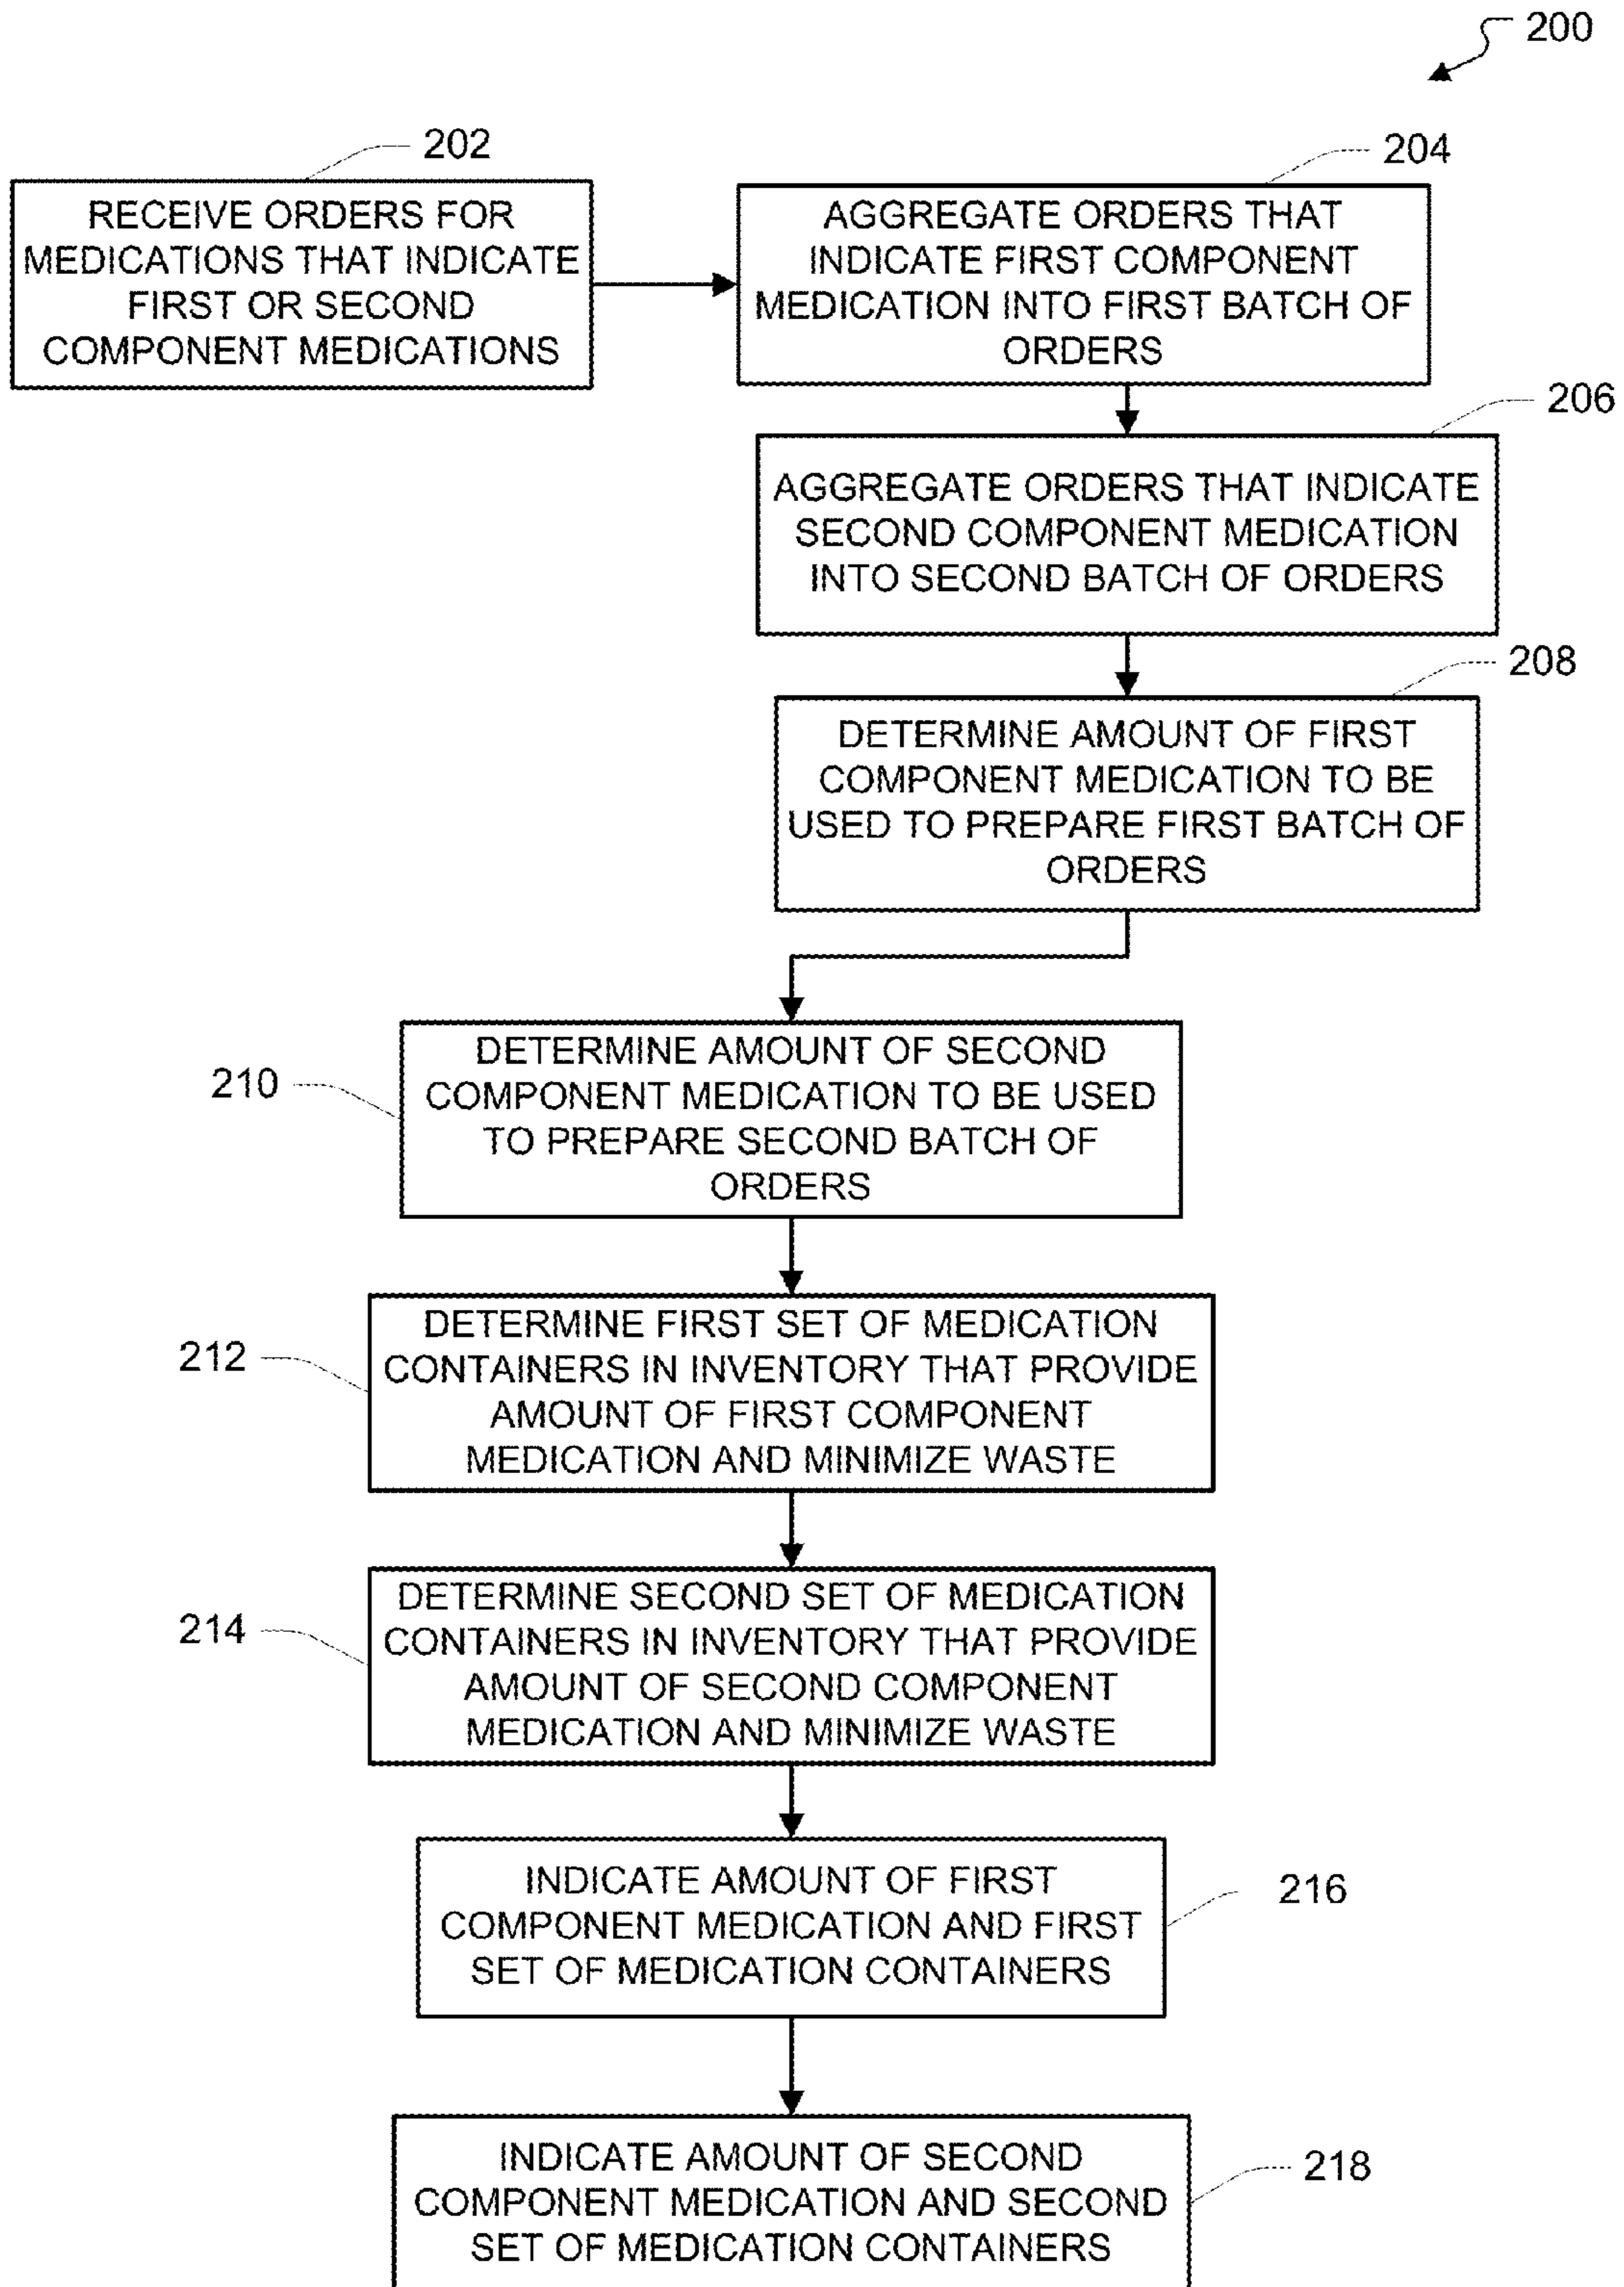 200
202
RECEIVE ORDERS FOR
MEDICATIONS THAT INDICATE
FIRST OR SECOND
COMPONENT MEDICATIONS
204
AGGREGATE ORDERS THAT
INDICATE FIRST COMPONENT
MEDICATION INTO FIRST BATCH OF
ORDERS
206
AGGREGATE ORDERS THAT INDICATE
SECOND COMPONENT MEDICATION
INTO SECOND BATCH OF ORDERS
208
DETERMINE AMOUNT OF FIRST
COMPONENT MEDICATION TO BE
USED TO PREPARE FIRST BATCH OF
ORDERS
210
DETERMINE AMOUNT OF SECOND
COMPONENT MEDICATION TO BE USED
TO PREPARE SECOND BATCH OF
ORDERS
212
DETERMINE FIRST SET OF MEDICATION
CONTAINERS IN INVENTORY THAT PROVIDE
AMOUNT OF FIRST COMPONENT
MEDICATION AND MINIMIZE WASTE
214
DETERMINE SECOND SET OF MEDICATION
CONTAINERS IN INVENTORY THAT PROVIDE
AMOUNT OF SECOND COMPONENT
MEDICATION AND MINIMIZE WASTE
216
INDICATE AMOUNT OF FIRST
COMPONENT MEDICATION AND FIRST
SET OF MEDICATION CONTAINERS
218
INDICATE AMOUNT OF SECOND
COMPONENT MEDICATION AND SECOND
SET OF MEDICATION CONTAINERS